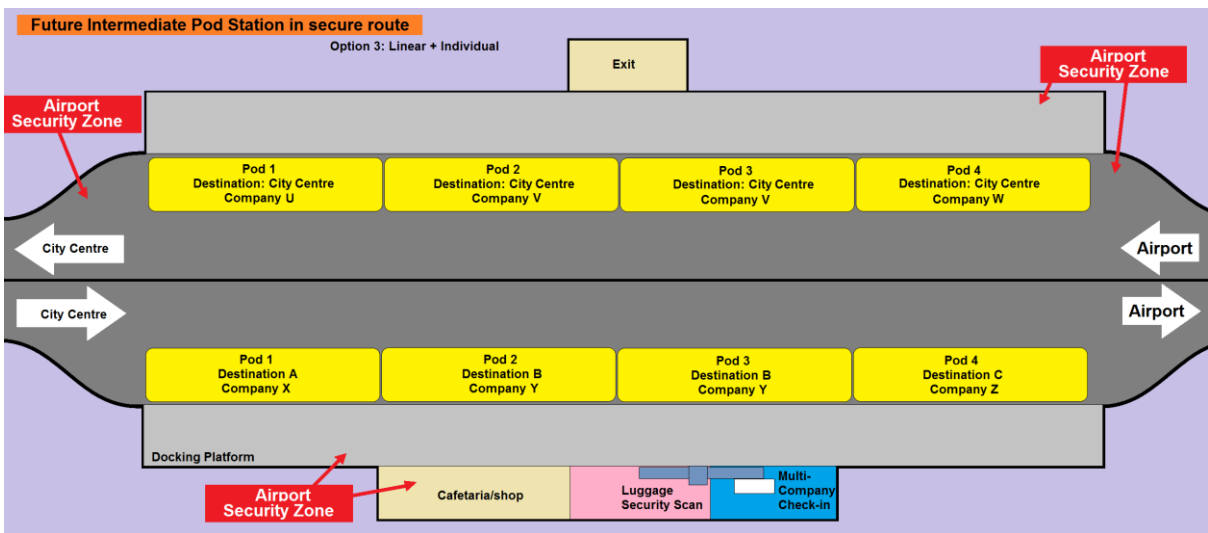 Future Intermediate Pod Station in secure route
Option 3: Linear + Individual
Exit
Airport
Security Zone
Airport
Security Zone
Pod 1
Destination: City Centre
Company U
Pod 2
Destination: City Centre
Company V
Pod 3
Destination: City Centre
Company V
Pod 4
Destination: City Centre
Company W
City Centre
Airport
City Centre
Airport
Pod 1
Destination A
Company X
Pod 2
Destination B
Company Y
Pod 3
Destination B
Company Y
Pod 4
Destination C
Company Z
Docking Platform
Airport
Security Zone
Cafetaria/shop
Luggage
Security Scan
Multi-
Company
Check-in